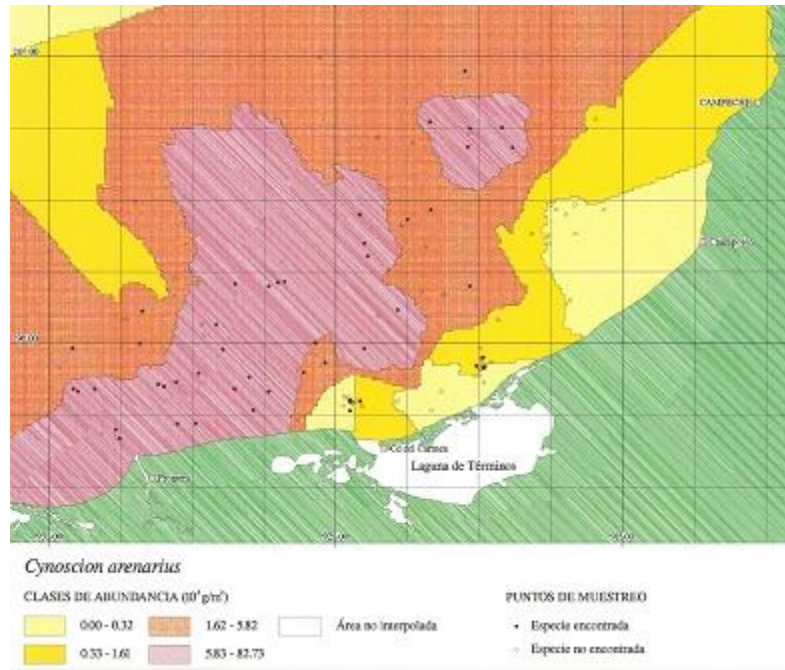 CAMPECHE
Champotón
Cd del Carmen
Laguna de Términos
Frontera
Cynoscion arenarius
CLASES DE ABUNDANCIA
PUNTOS DE MUESTREO
0.00 - 0.32
1.62 - 5.82
Área no interpolada
Especie encontrada
0.33 - 1.61
5.83 - 82.73
Especie no encontrada